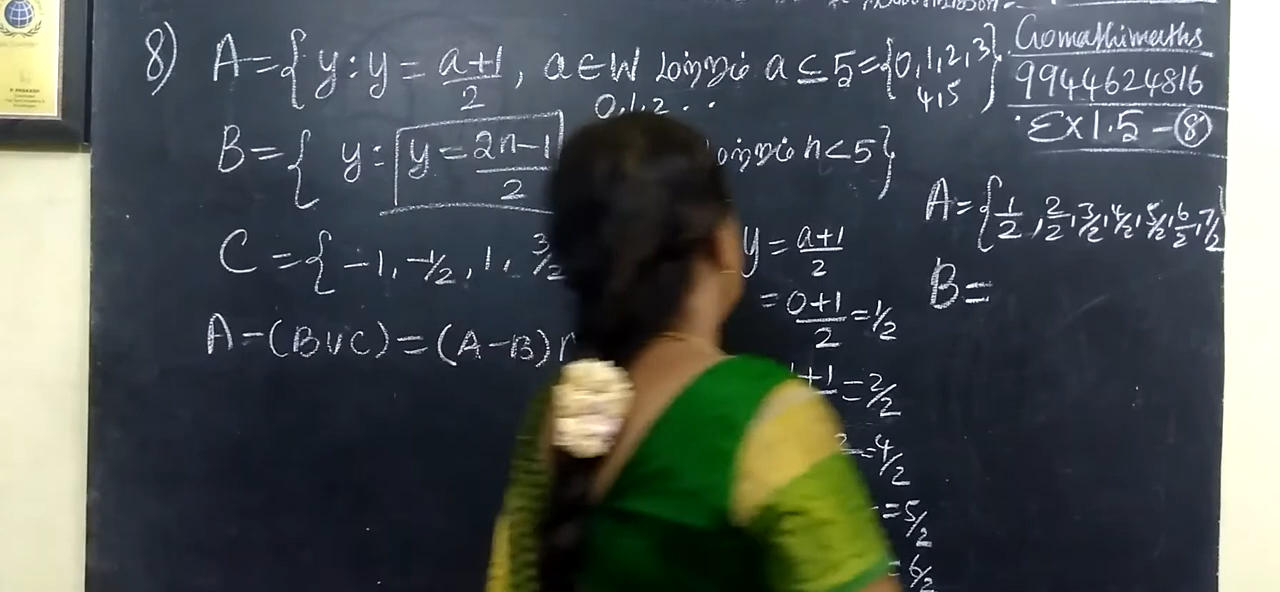 8) A = { y : y = a+1/2, a ∈ W மற்றும் a ≤ 5 = {0, 1, 2, 3, 4, 5}
0, 1, 2 . .
B = { y : y = 2n-1/2 மற்றும் n < 5 }
C = { -1, -1/2, 1, 3/2
A - (B ∪ C) = (A - B) ∩
y = a+1/2
= 0+1/2 = 1/2
+1 = 2/2
= 4/2
= 5/2
= 6/2
Gomathimaths
9944624816
Ex 1.5 - 8
A = { 1/2, 2/2, 3/2, 4/2, 5/2, 6/2, 7/2
B =